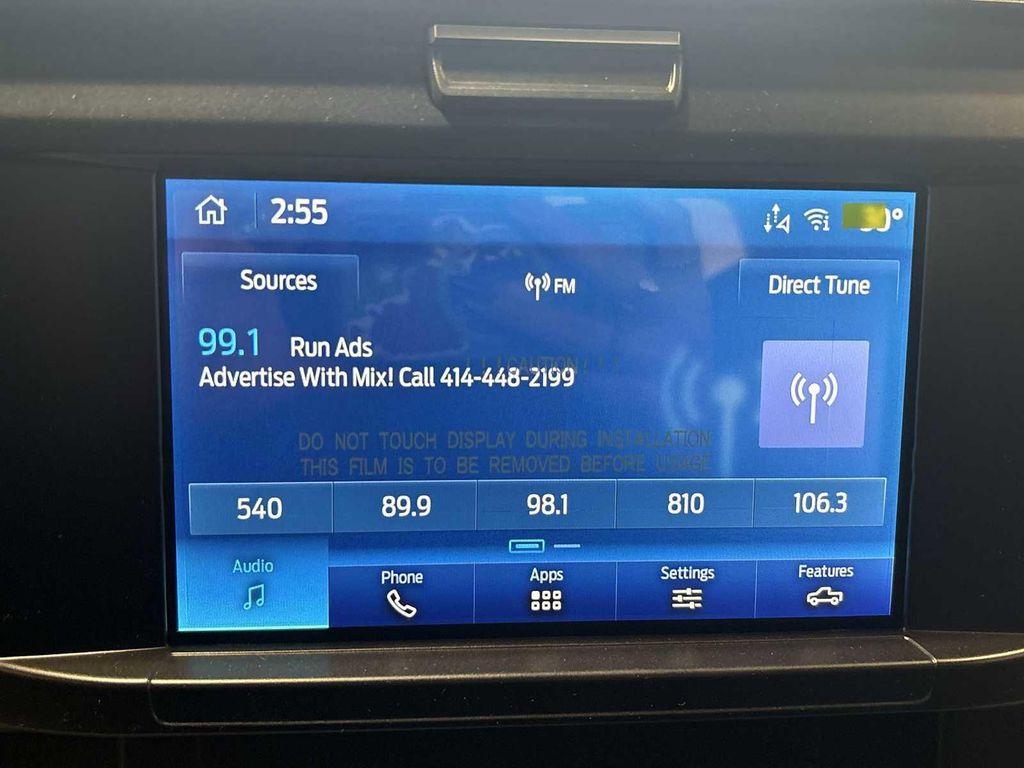 2:55
Sources
FM
Direct Tune
99.1 Run Ads
CAUTION
Advertise With Mix! Call 414-448-2199
DO NOT TOUCH DISPLAY DURING INSTALLATION
THIS FILM IS TO BE REMOVED BEFORE USAGE
540 89.9 98.1 810 106.3
Audio Phone Apps Settings Features